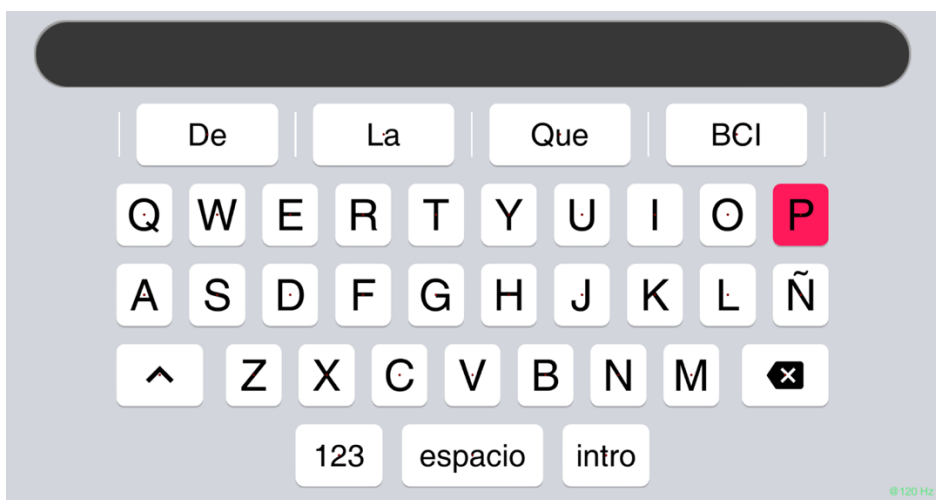 De La Que BCI
Q W E R T Y U I O P
A S D F G H J K L Ñ
Z X C V B N M
123 espacio intro
@120 Hz